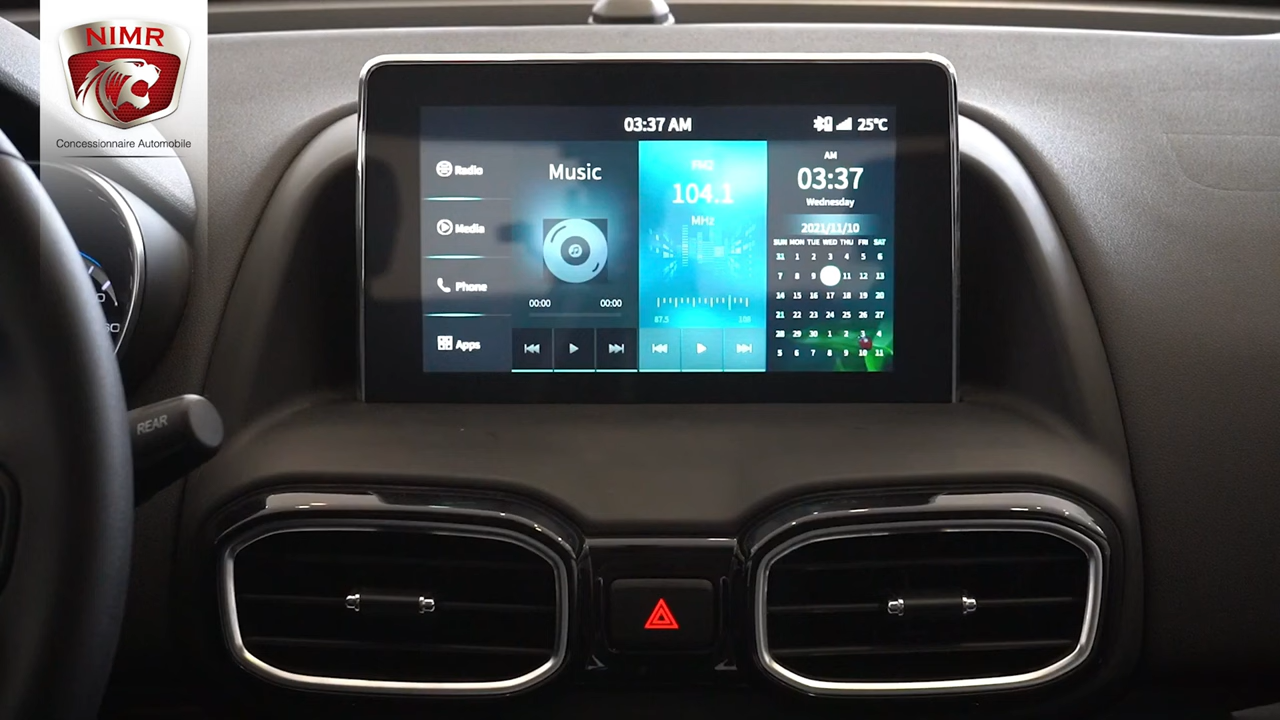 NIMR
Concessionnaire Automobile
03:37 AM
25℃
Radio
Media
Phone
Apps
Music
00:00 00:00
FM2
104.1
MHz
87.5 108
AM
03:37
Wednesday
2021/11/10
SUN MON TUE WED THU FRI SAT
31 1 2 3 4 5 6
7 8 9 11 12 13
14 15 16 17 18 19 20
21 22 23 24 25 26 27
28 29 30 1 2 3 4
5 6 7 8 9 10 11
REAR